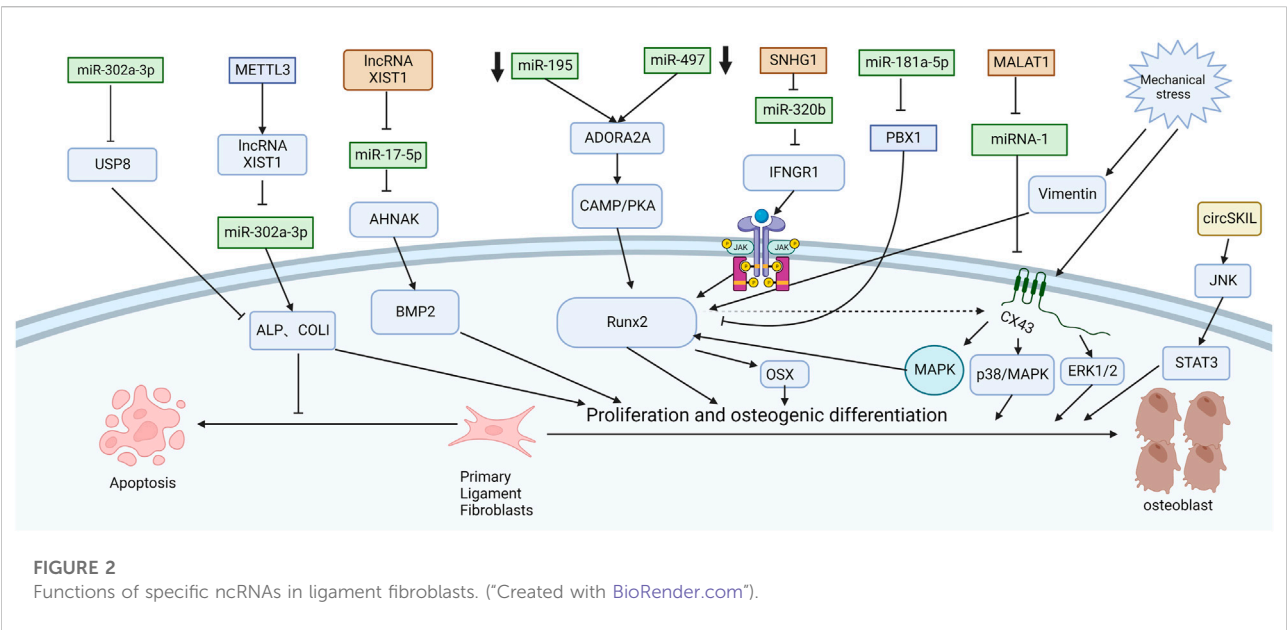 miR-302a-3p
METTL3
lncRNA
XIST1
miR-195
miR-497
SNHG1
miR-181a-5p
MALAT1
Mechanical
stress
USP8
lncRNA
XIST1
miR-17-5p
ADORA2A
miR-320b
PBX1
miRNA-1
miR-302a-3p
AHNAK
CAMP/PKA
IFNGR1
Vimentin
circSKIL
P
JAK
JAK
P
P
P
P
P
JNK
ALP、COLI
BMP2
Runx2
CX43
OSX
MAPK
p38/MAPK
ERK1/2
STAT3
Proliferation and osteogenic differentiation
Apoptosis
Primary
Ligament
Fibroblasts
osteoblast
FIGURE 2
Functions of specific ncRNAs in ligament fibroblasts. (“Created with BioRender.com”).